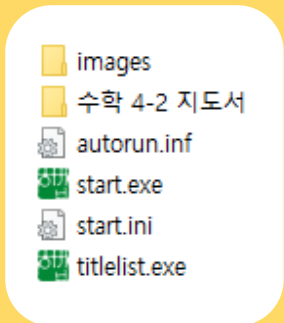 images
수학 4-2 지도서
autorun.inf
start.exe
start.ini
titlelist.exe